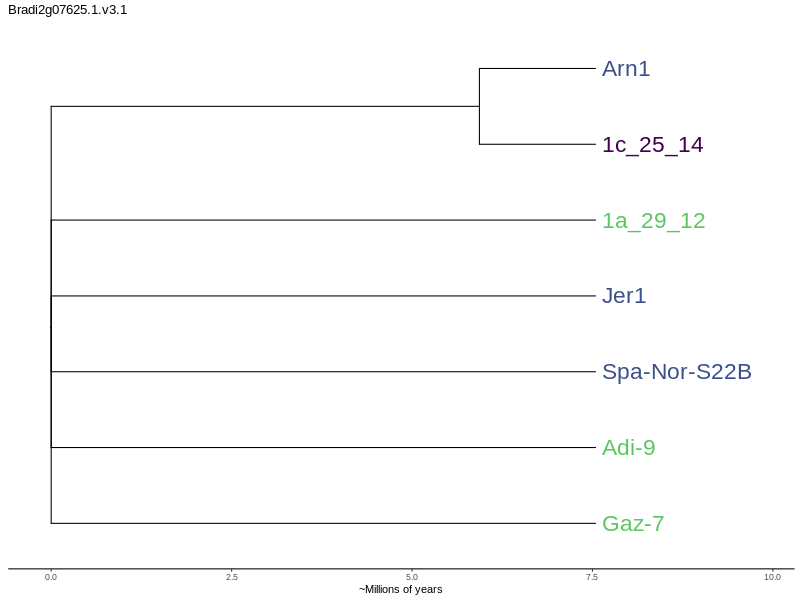 Bradi2g07625.1.v3.1
Arn1
1c_25_14
1a_29_12
Jer1
Spa-Nor-S22B
Adi-9
Gaz-7
0.0 2.5 5.0 7.5 10.0
~Millions of years